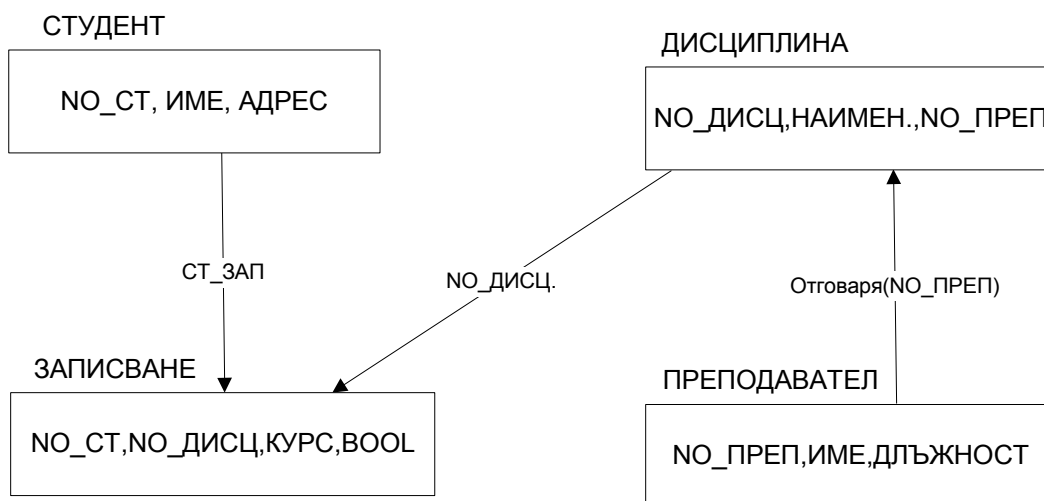 СТУДЕНТ
NO_СТ, ИМЕ, АДРЕС
ДИСЦИПЛИНА
NO_ДИСЦ,НАИМЕН.,NO_ПРЕП
СТ_ЗАП
NO_ДИСЦ.
Отговаря(NO_ПРЕП)
ЗАПИСВАНЕ
NO_СТ,NO_ДИСЦ,КУРС,BOOL
ПРЕПОДАВАТЕЛ
NO_ПРЕП,ИМЕ,ДЛЪЖНОСТ